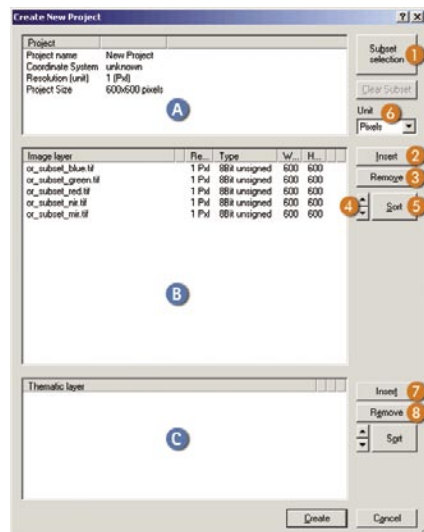 Create New Project
Project
Project name New Project
Coordinate System unknown
Resolution (unit) 1 (Pxl)
Project Size 600x600 pixels
A
Subset selection 1
Clear Subset
Unit 6
Pixels
Image layer Re... Type W... H...
or_subset_blue.tif 1 Pxl 8Bit unsigned 600 600
or_subset_green.tif 1 Pxl 8Bit unsigned 600 600
or_subset_red.tif 1 Pxl 8Bit unsigned 600 600
or_subset_nir.tif 1 Pxl 8Bit unsigned 600 600
or_subset_mir.tif 1 Pxl 8Bit unsigned 600 600
B
Insert 2
Remove 3
4 Sort 5
Thematic layer
C
Insert 7
Remove 8
Sort
Create
Cancel